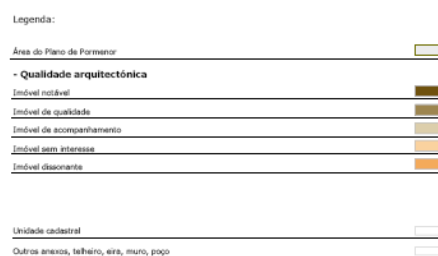 Legenda:
Área do Plano de Pormenor
- Qualidade arquitectónica
Imóvel notável
Imóvel de qualidade
Imóvel de acompanhamento
Imóvel sem interesse
Imóvel dissonante
Unidade cadastral
Outros anexos, telheiro, eira, muro, poço